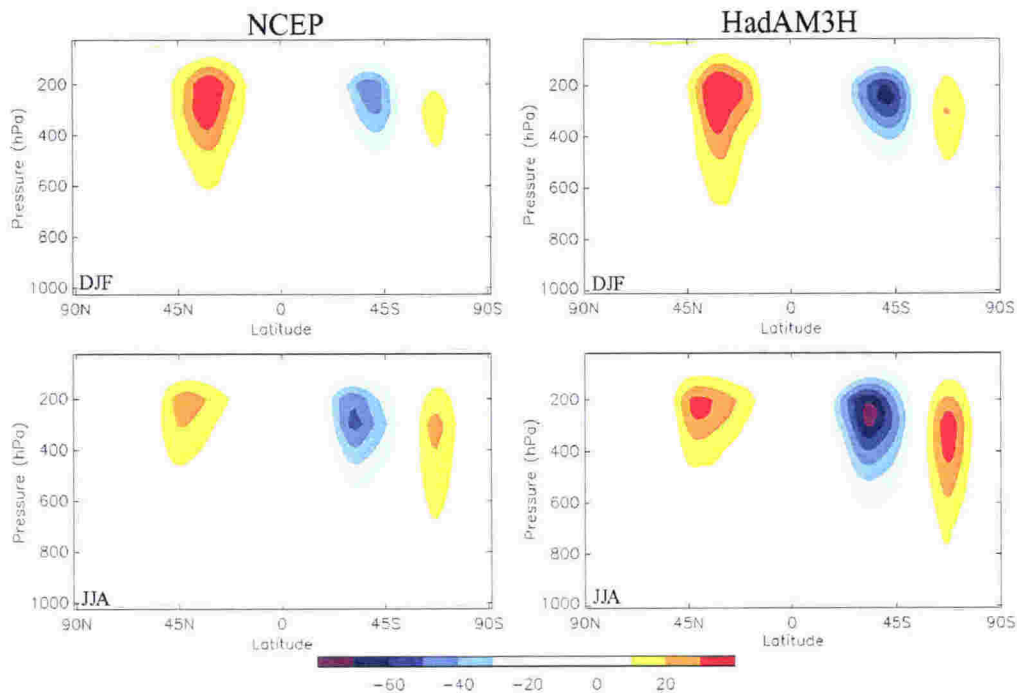 NCEP
HadAM3H
Pressure (hPa)
200
400
600
800
1000
DJF
90N 45N 0 45S 90S
Latitude
Pressure (hPa)
200
400
600
800
1000
DJF
90N 45N 0 45S 90S
Latitude
Pressure (hPa)
200
400
600
800
1000
JJA
90N 45N 0 45S 90S
Latitude
Pressure (hPa)
200
400
600
800
1000
JJA
90N 45N 0 45S 90S
Latitude
−60 −40 −20 0 20